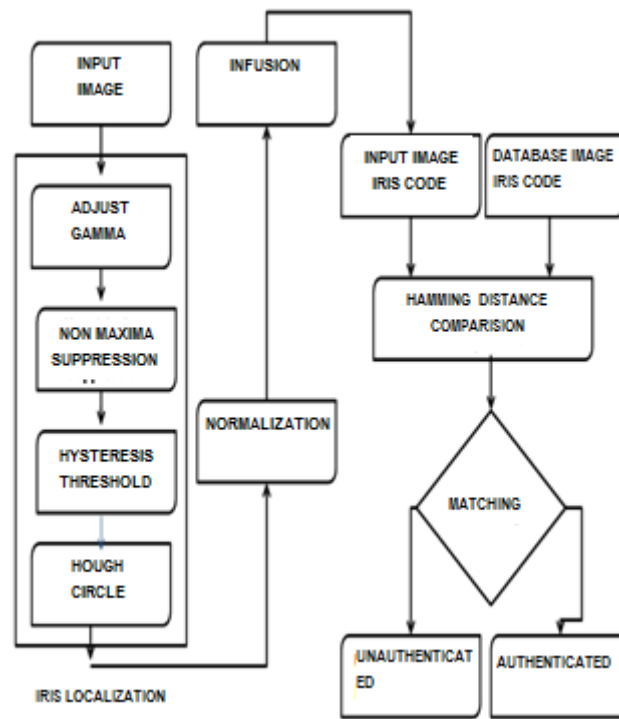 INPUT
IMAGE
ADJUST
GAMMA
NON MAXIMA
SUPPRESSION
..
HYSTERESIS
THRESHOLD
HOUGH
CIRCLE
IRIS LOCALIZATION
NORMALIZATION
INFUSION
INPUT IMAGE
IRIS CODE
DATABASE IMAGE
IRIS CODE
HAMMING DISTANCE
COMPARISION
MATCHING
UNAUTHENTICAT
ED
AUTHENTICATED